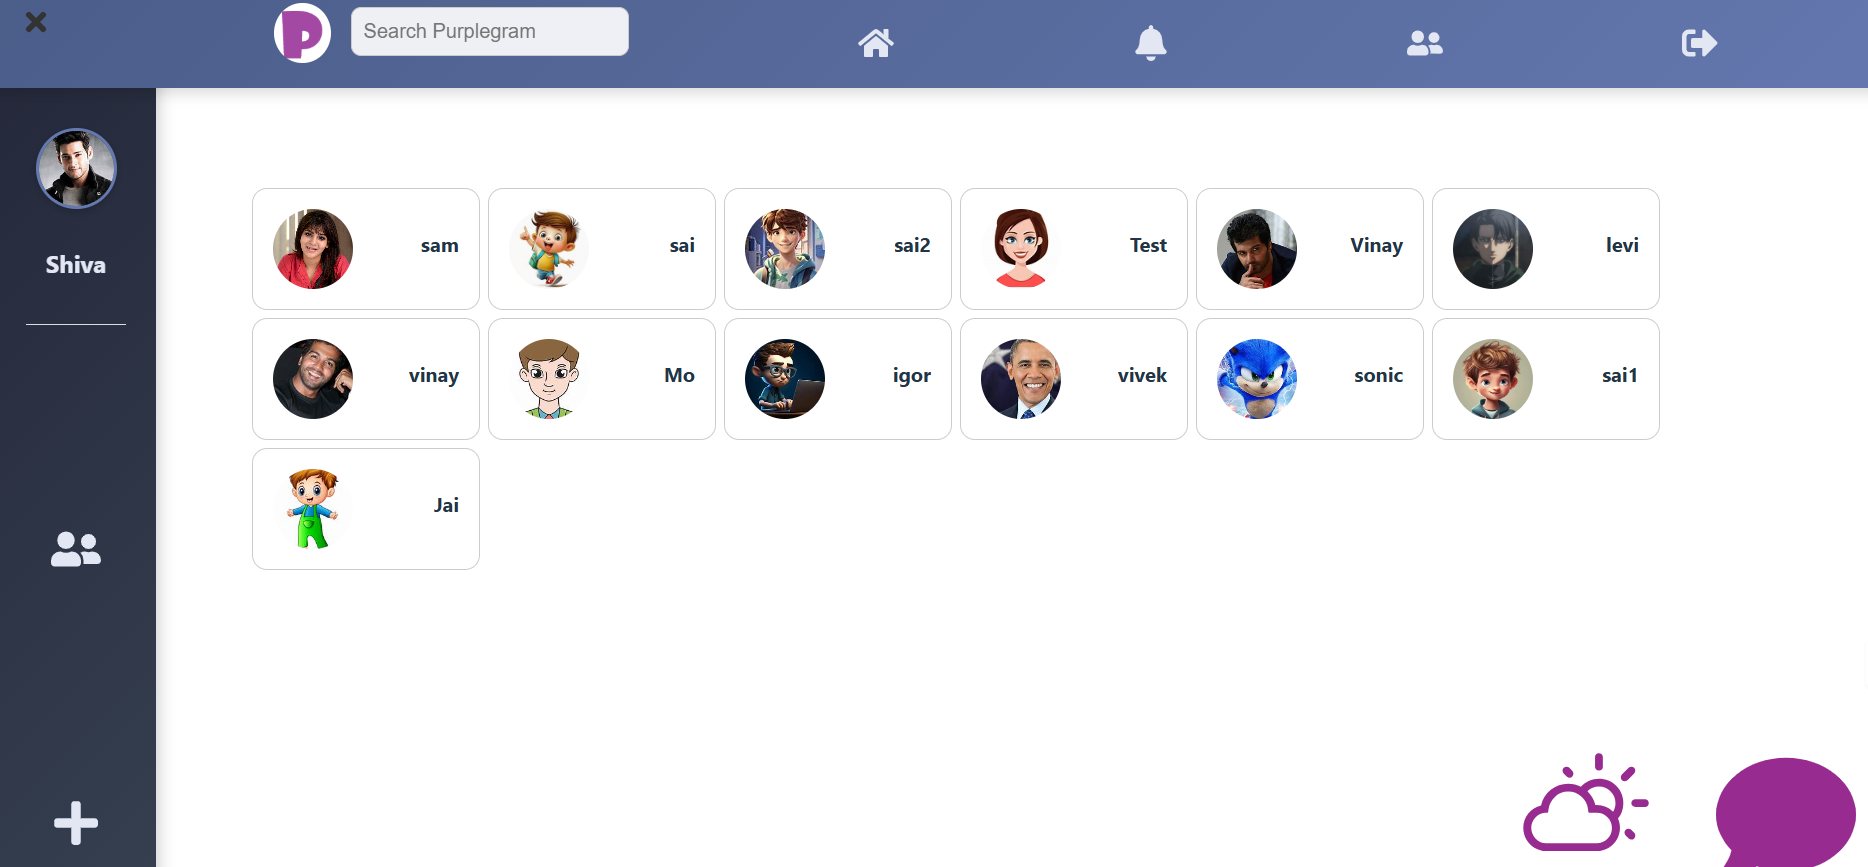 P
Search Purplegram
Shiva
sam
sai
sai2
Test
Vinay
levi
vinay
Mo
igor
vivek
sonic
sai1
Jai